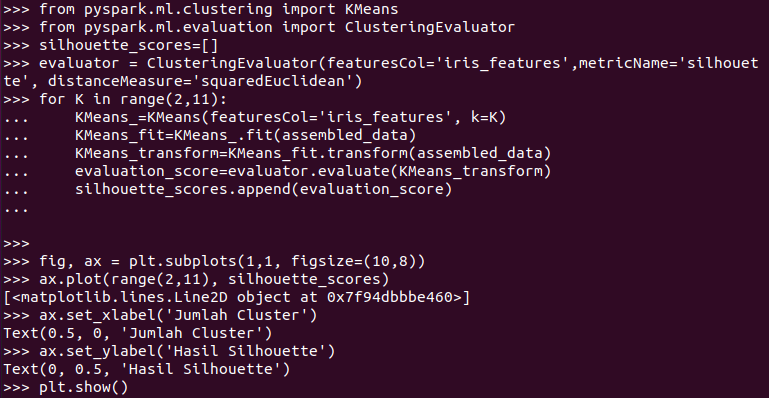 >>> from pyspark.ml.clustering import KMeans
>>> from pyspark.ml.evaluation import ClusteringEvaluator
>>> silhouette_scores=[]
>>> evaluator = ClusteringEvaluator(featuresCol='iris_features',metricName='silhouet
te', distanceMeasure='squaredEuclidean')
>>> for K in range(2,11):
...     KMeans_=KMeans(featuresCol='iris_features', k=K)
...     KMeans_fit=KMeans_.fit(assembled_data)
...     KMeans_transform=KMeans_fit.transform(assembled_data)
...     evaluation_score=evaluator.evaluate(KMeans_transform)
...     silhouette_scores.append(evaluation_score)
...
>>>
>>> fig, ax = plt.subplots(1,1, figsize=(10,8))
>>> ax.plot(range(2,11), silhouette_scores)
[<matplotlib.lines.Line2D object at 0x7f94dbbbe460>]
>>> ax.set_xlabel('Jumlah Cluster')
Text(0.5, 0, 'Jumlah Cluster')
>>> ax.set_ylabel('Hasil Silhouette')
Text(0, 0.5, 'Hasil Silhouette')
>>> plt.show()